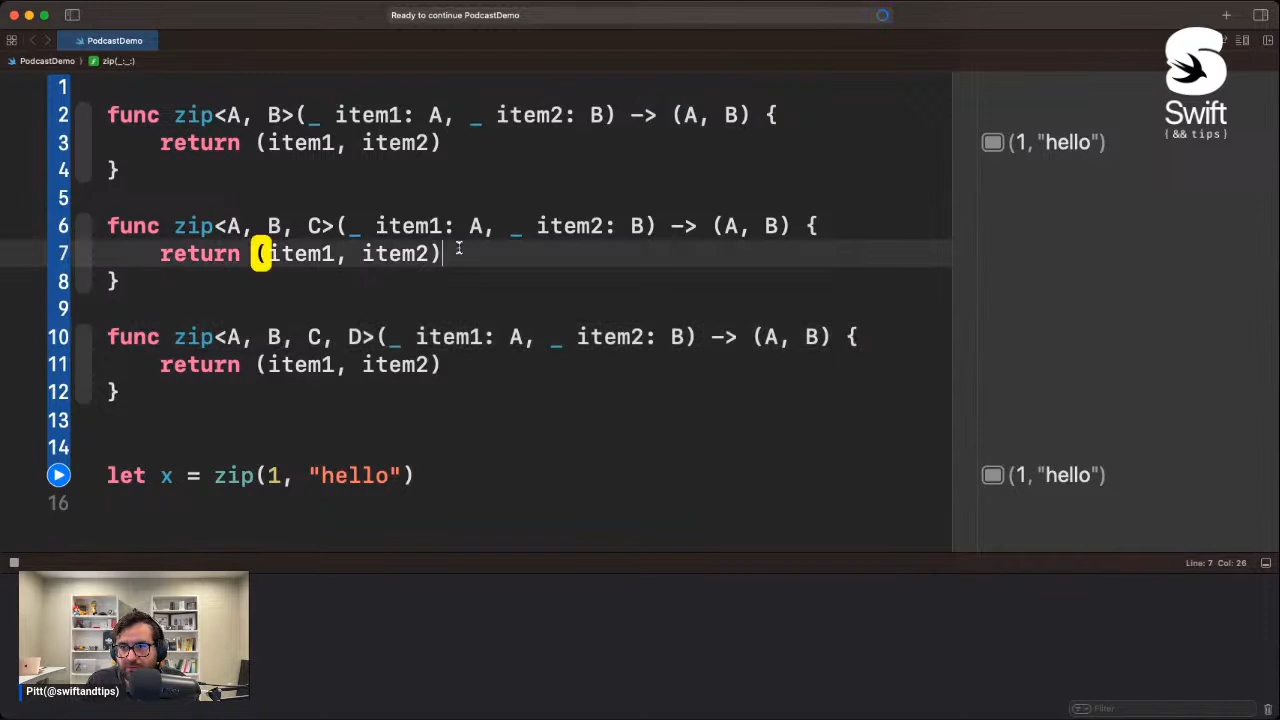 Ready to continue PodcastDemo
PodcastDemo
PodcastDemo 〉 zip(_:_:)
Swift
{ && tips }
1
2 func zip<A, B>(_ item1: A, _ item2: B) -> (A, B) {
3 return (item1, item2)
(1, "hello")
4 }
5
6 func zip<A, B, C>(_ item1: A, _ item2: B) -> (A, B) {
7 return (item1, item2)
8 }
9
10 func zip<A, B, C, D>(_ item1: A, _ item2: B) -> (A, B) {
11 return (item1, item2)
12 }
13
14
let x = zip(1, "hello")
(1, "hello")
16
Line: 7 Col: 26
Pitt(@swiftandtips)
Filter